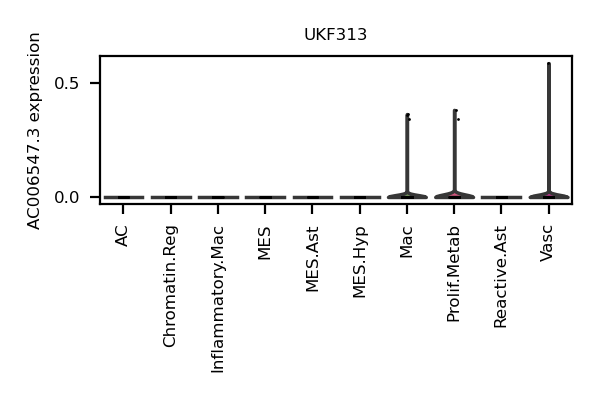 UKF313
AC006547.3 expression
0.5
0.0
AC
Chromatin.Reg
Inflammatory.Mac
MES
MES.Ast
MES.Hyp
Mac
Prolif.Metab
Reactive.Ast
Vasc